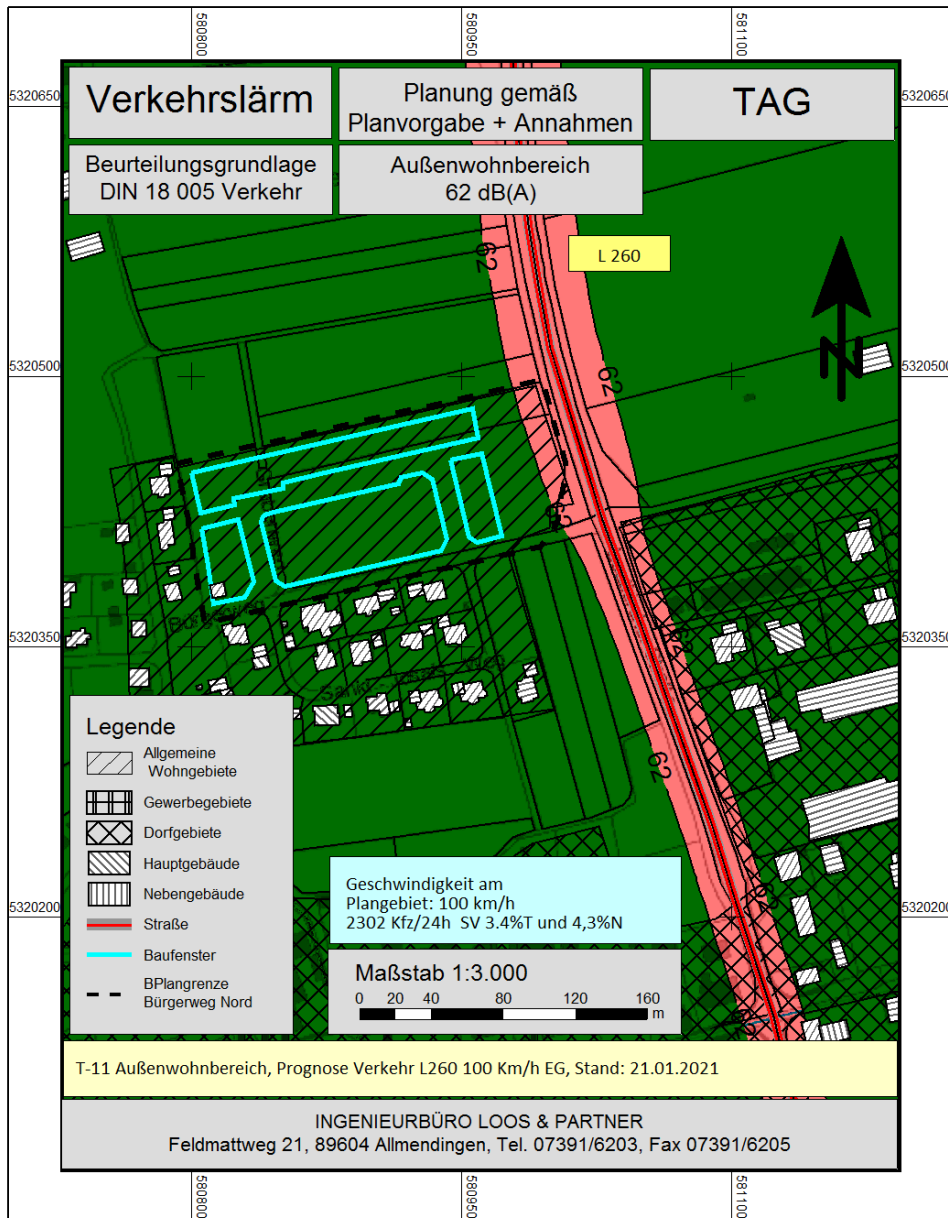 580800
580950
581100
5320650
5320650
Verkehrslärm
Planung gemäß
Planvorgabe + Annahmen
TAG
Beurteilungsgrundlage
DIN 18 005 Verkehr
Außenwohnbereich
62 dB(A)
62
L 260
N
5320500
5320500
62
62
5320350
5320350
62
62
Legende
Allgemeine
Wohngebiete
Gewerbegebiete
Dorfgebiete
Hauptgebäude
Nebengebäude
Straße
Baufenster
BPlangrenze
Bürgerweg Nord
62
62
5320200
5320200
Geschwindigkeit am
Plangebiet: 100 km/h
2302 Kfz/24h SV 3.4%T und 4,3%N
Maßstab 1:3.000
0 20 40 80 120 160
m
T-11 Außenwohnbereich, Prognose Verkehr L260 100 Km/h EG, Stand: 21.01.2021
INGENIEURBÜRO LOOS & PARTNER
Feldmattweg 21, 89604 Allmendingen, Tel. 07391/6203, Fax 07391/6205
580800
580950
581100